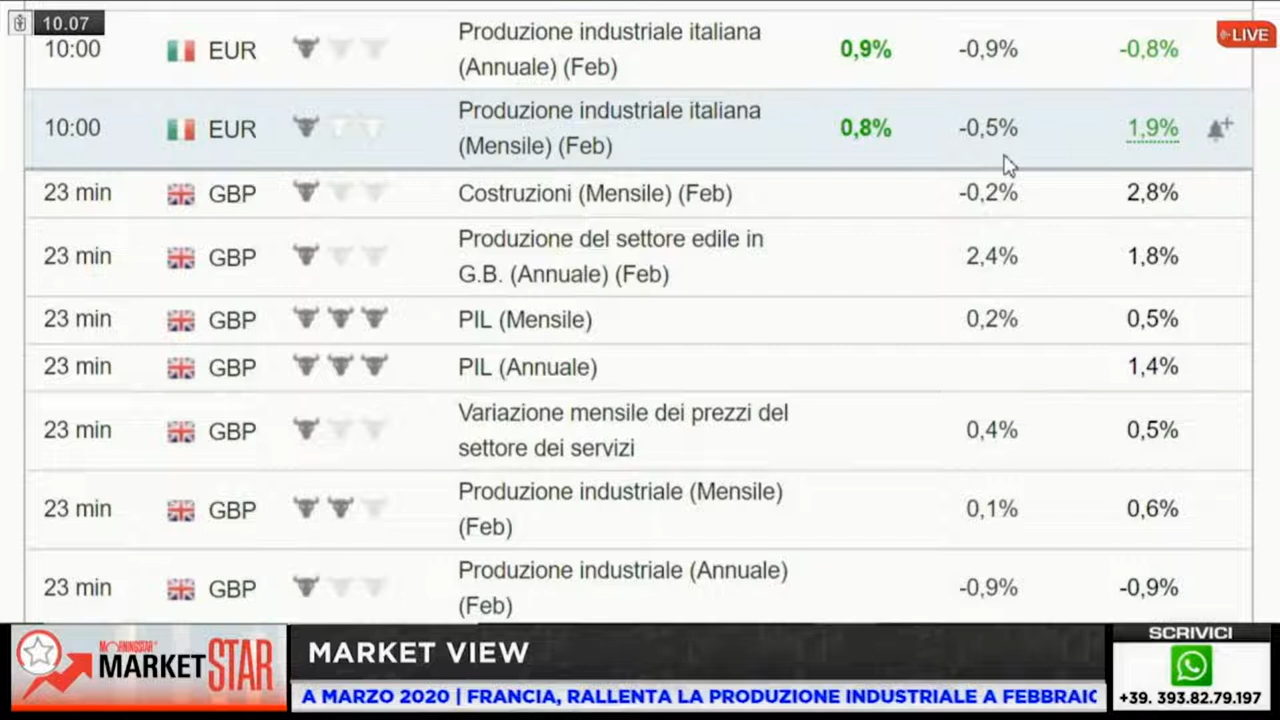 10.07
LIVE
10:00 EUR Produzione industriale italiana (Annuale) (Feb) 0,9% -0,9% -0,8%
10:00 EUR Produzione industriale italiana (Mensile) (Feb) 0,8% -0,5% 1,9%
23 min GBP Costruzioni (Mensile) (Feb) -0,2% 2,8%
23 min GBP Produzione del settore edile in G.B. (Annuale) (Feb) 2,4% 1,8%
23 min GBP PIL (Mensile) 0,2% 0,5%
23 min GBP PIL (Annuale) 1,4%
23 min GBP Variazione mensile dei prezzi del settore dei servizi 0,4% 0,5%
23 min GBP Produzione industriale (Mensile) (Feb) 0,1% 0,6%
23 min GBP Produzione industriale (Annuale) (Feb) -0,9% -0,9%
MORNINGSTAR
MARKET STAR
MARKET VIEW
A MARZO 2020 | FRANCIA, RALLENTA LA PRODUZIONE INDUSTRIALE A FEBBRAIO
SCRIVICI
+39. 393.82.79.197